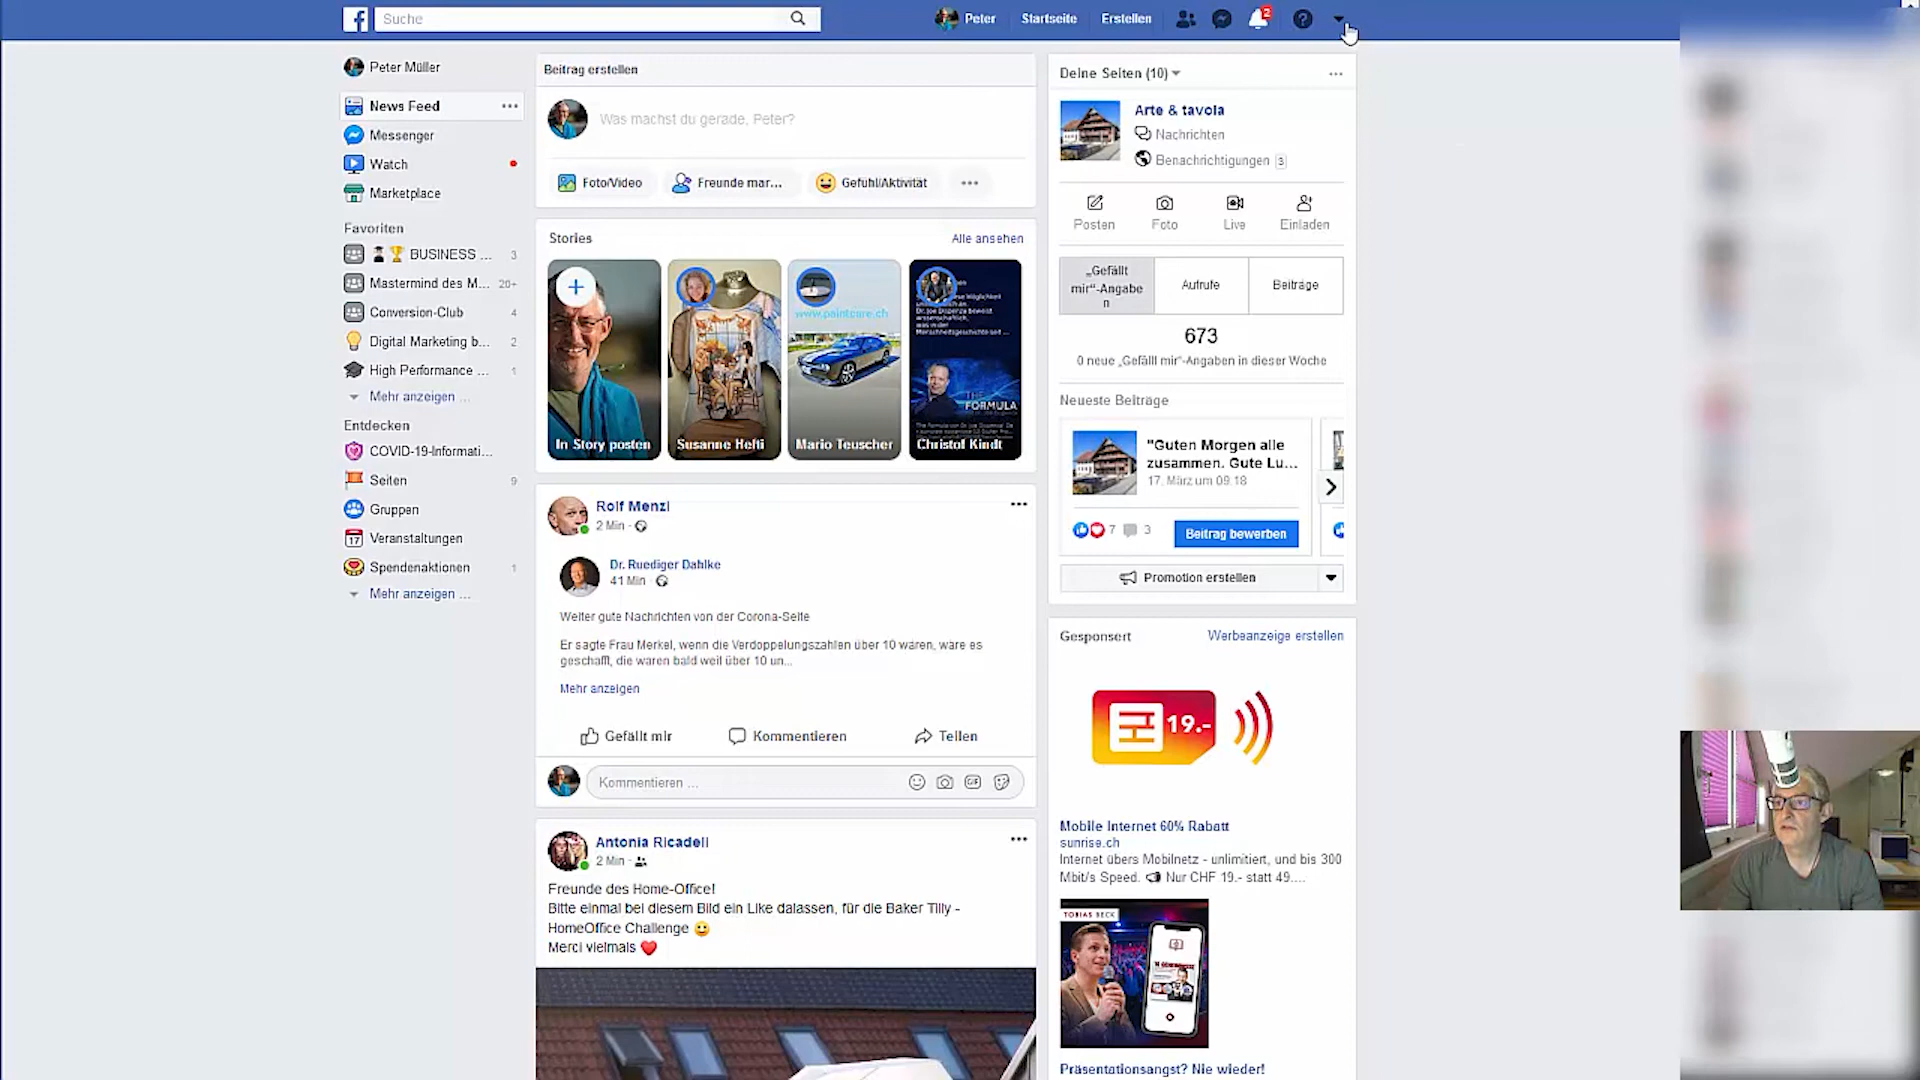 Suche
Peter
Startseite
Erstellen
2
Peter Müller
News Feed
Messenger
Watch
Marketplace
Favoriten
BUSINESS ... 3
Mastermind des M... 20+
Conversion-Club 4
Digital Marketing b... 2
High Performance ... 1
Mehr anzeigen ...
Entdecken
COVID-19-Informati...
Seiten 9
Gruppen
17 Veranstaltungen
Spendenaktionen 1
Mehr anzeigen ...
Beitrag erstellen
Was machst du gerade, Peter?
Foto/Video
Freunde mar...
Gefühl/Aktivität
Stories
Alle ansehen
In Story posten
Susanne Hefti
www.paintcare.ch
Mario Teuscher
THE
FORMULA
Christof Kindt
Rolf Menzi
2 Min
Dr. Ruediger Dahlke
41 Min
Weiter gute Nachrichten von der Corona-Seite
Er sagte Frau Merkel, wenn die Verdoppelungszahlen über 10 wären, wäre es
geschafft, die waren bald weil über 10 un...
Mehr anzeigen
Gefällt mir
Kommentieren
Teilen
Kommentieren ...
GIF
Antonia Ricadell
2 Min
Freunde des Home-Office!
Bitte einmal bei diesem Bild ein Like dalassen, für die Baker Tilly -
HomeOffice Challenge
Merci vielmals
Deine Seiten (10)
Arte & tavola
Nachrichten
Benachrichtigungen 3
Posten
Foto
Live
Einladen
„Gefällt
mir“-Angabe
n
Aufrufe
Beiträge
673
0 neue „Gefällt mir“-Angaben in dieser Woche
Neueste Beiträge
"Guten Morgen alle
zusammen. Gute Lu...
17. März um 09:18
7
3
Beitrag bewerben
Promotion erstellen
Gesponsert
Werbeanzeige erstellen
19.-
Mobile Internet 60% Rabatt
sunrise.ch
Internet übers Mobilnetz - unlimitiert, und bis 300
Mbit/s Speed. Nur CHF 19.- statt 49....
TOBIAS BECK
Präsentationsangst? Nie wieder!